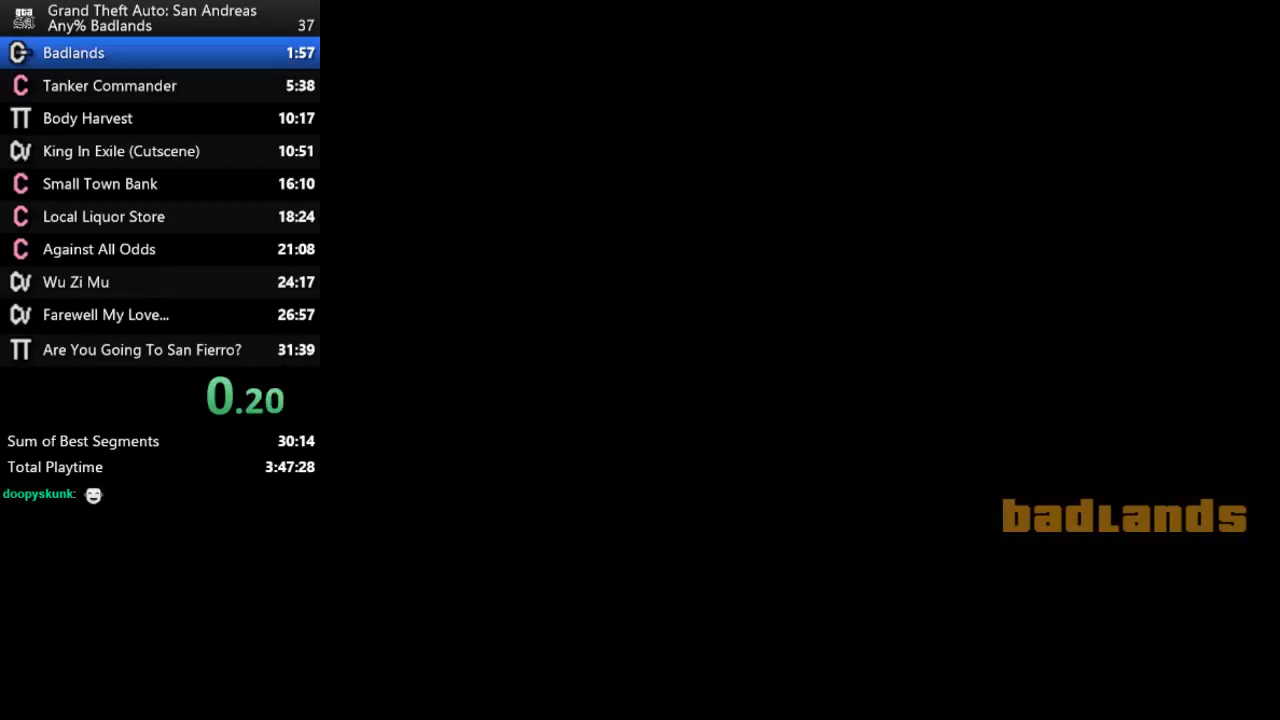 Grand Theft Auto: San Andreas
Any% Badlands 37
Badlands 1:57
Tanker Commander 5:38
Body Harvest 10:17
King In Exile (Cutscene) 10:51
Small Town Bank 16:10
Local Liquor Store 18:24
Against All Odds 21:08
Wu Zi Mu 24:17
Farewell My Love... 26:57
Are You Going To San Fierro? 31:39
0.20
Sum of Best Segments 30:14
Total Playtime 3:47:28
doopyskunk:
badlands